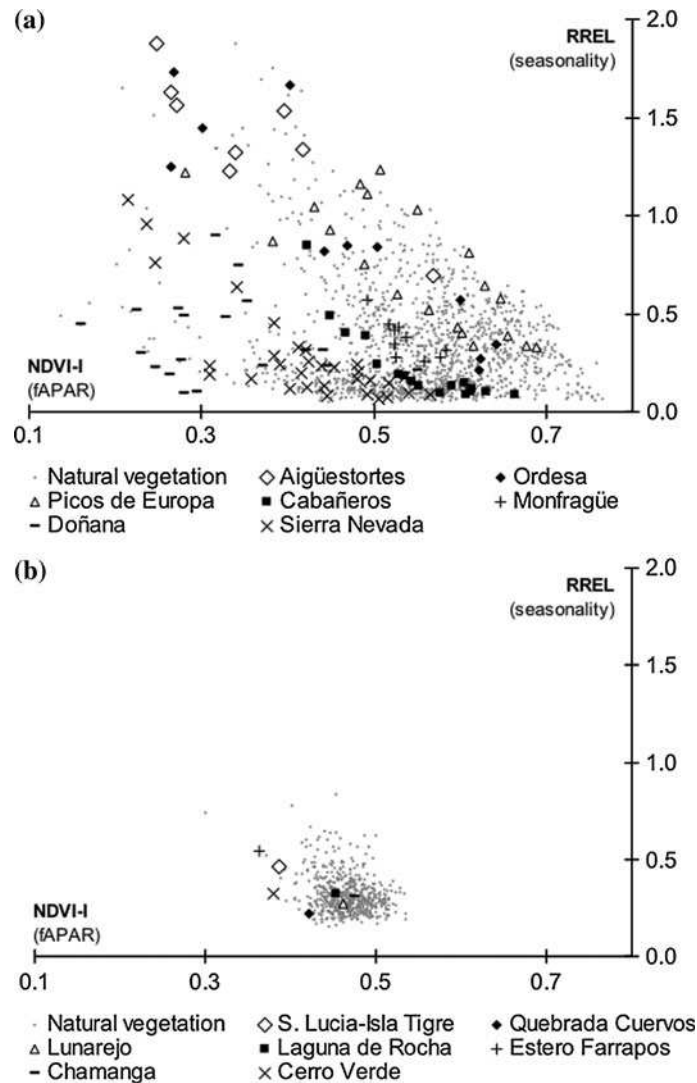 (a)
2.0
RREL
(seasonality)
1.5
1.0
0.5
NDVI-I
(fAPAR)
0.0
0.1 0.3 0.5 0.7
Natural vegetation Aigüestortes Ordesa
Picos de Europa Cabañeros Monfragüe
Doñana Sierra Nevada
(b)
2.0
RREL
(seasonality)
1.5
1.0
0.5
NDVI-I
(fAPAR)
0.0
0.1 0.3 0.5 0.7
Natural vegetation S. Lucia-Isla Tigre Quebrada Cuervos
Lunarejo Laguna de Rocha Estero Farrapos
Chamanga Cerro Verde